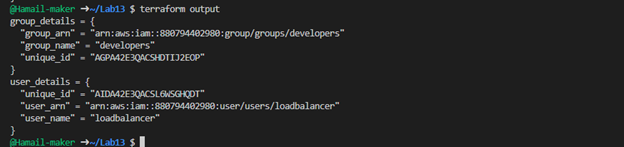 @Hamail-maker ➜~/Lab13 $ terraform output
group_details = {
  "group_arn" = "arn:aws:iam::880794402980:group/groups/developers"
  "group_name" = "developers"
  "unique_id" = "AGPA42E3QACSHDTIJ2EOP"
}
user_details = {
  "unique_id" = "AIDA42E3QACSL6WSGHQDT"
  "user_arn" = "arn:aws:iam::880794402980:user/users/loadbalancer"
  "user_name" = "loadbalancer"
}
@Hamail-maker ➜~/Lab13 $